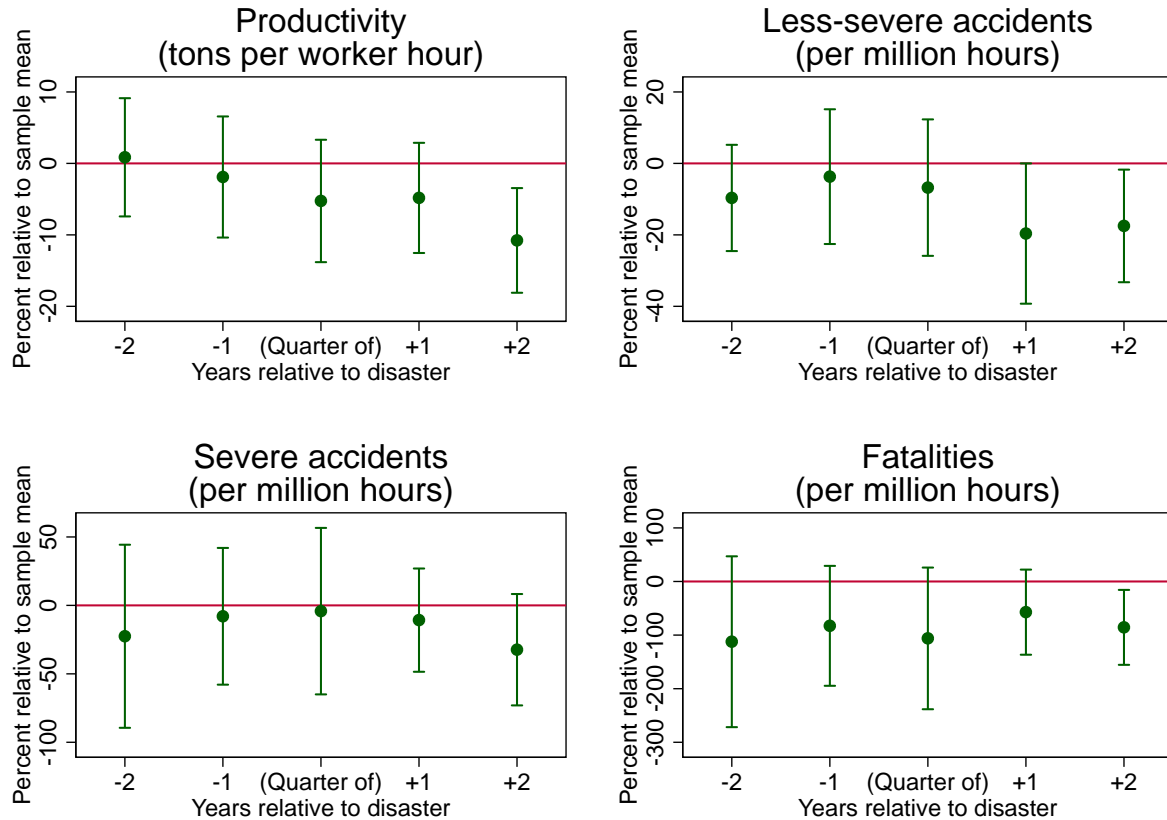 Productivity
(tons per worker hour)
Percent relative to sample mean
10
0
-10
-20
-2
-1
(Quarter of)
+1
+2
Years relative to disaster
Less-severe accidents
(per million hours)
Percent relative to sample mean
20
0
-20
-40
-2
-1
(Quarter of)
+1
+2
Years relative to disaster
Severe accidents
(per million hours)
Percent relative to sample mean
50
0
-50
-100
-2
-1
(Quarter of)
+1
+2
Years relative to disaster
Fatalities
(per million hours)
Percent relative to sample mean
100
0
-100
-200
-300
-2
-1
(Quarter of)
+1
+2
Years relative to disaster